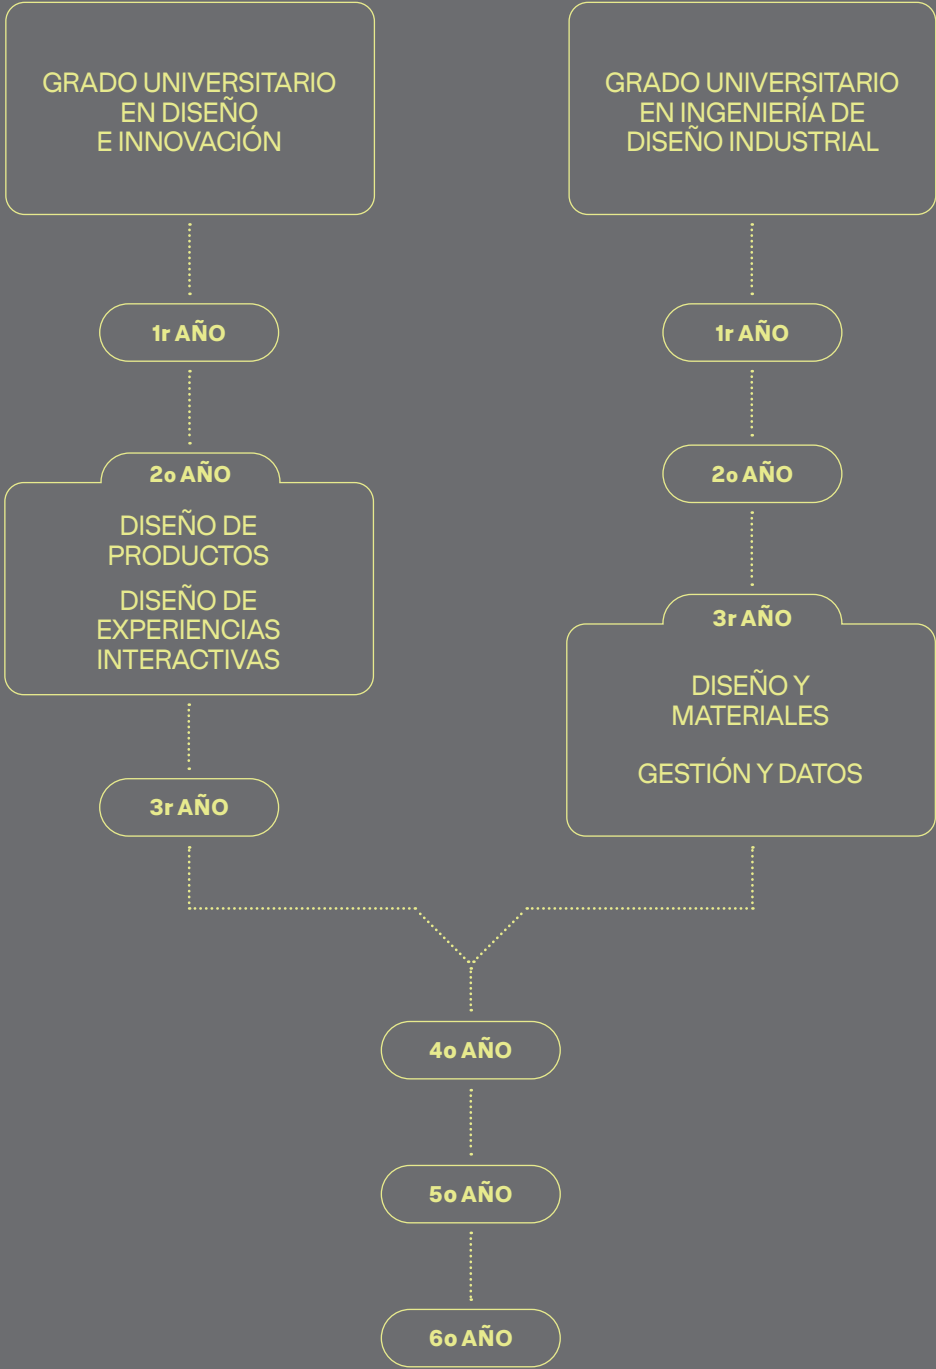 GRADO UNIVERSITARIO
EN DISEÑO
E INNOVACIÓN
1r AÑO
2o AÑO
DISEÑO DE
PRODUCTOS
DISEÑO DE
EXPERIENCIAS
INTERACTIVAS
3r AÑO
GRADO UNIVERSITARIO
EN INGENIERÍA DE
DISEÑO INDUSTRIAL
1r AÑO
2o AÑO
3r AÑO
DISEÑO Y
MATERIALES
GESTIÓN Y DATOS
4o AÑO
5o AÑO
6o AÑO